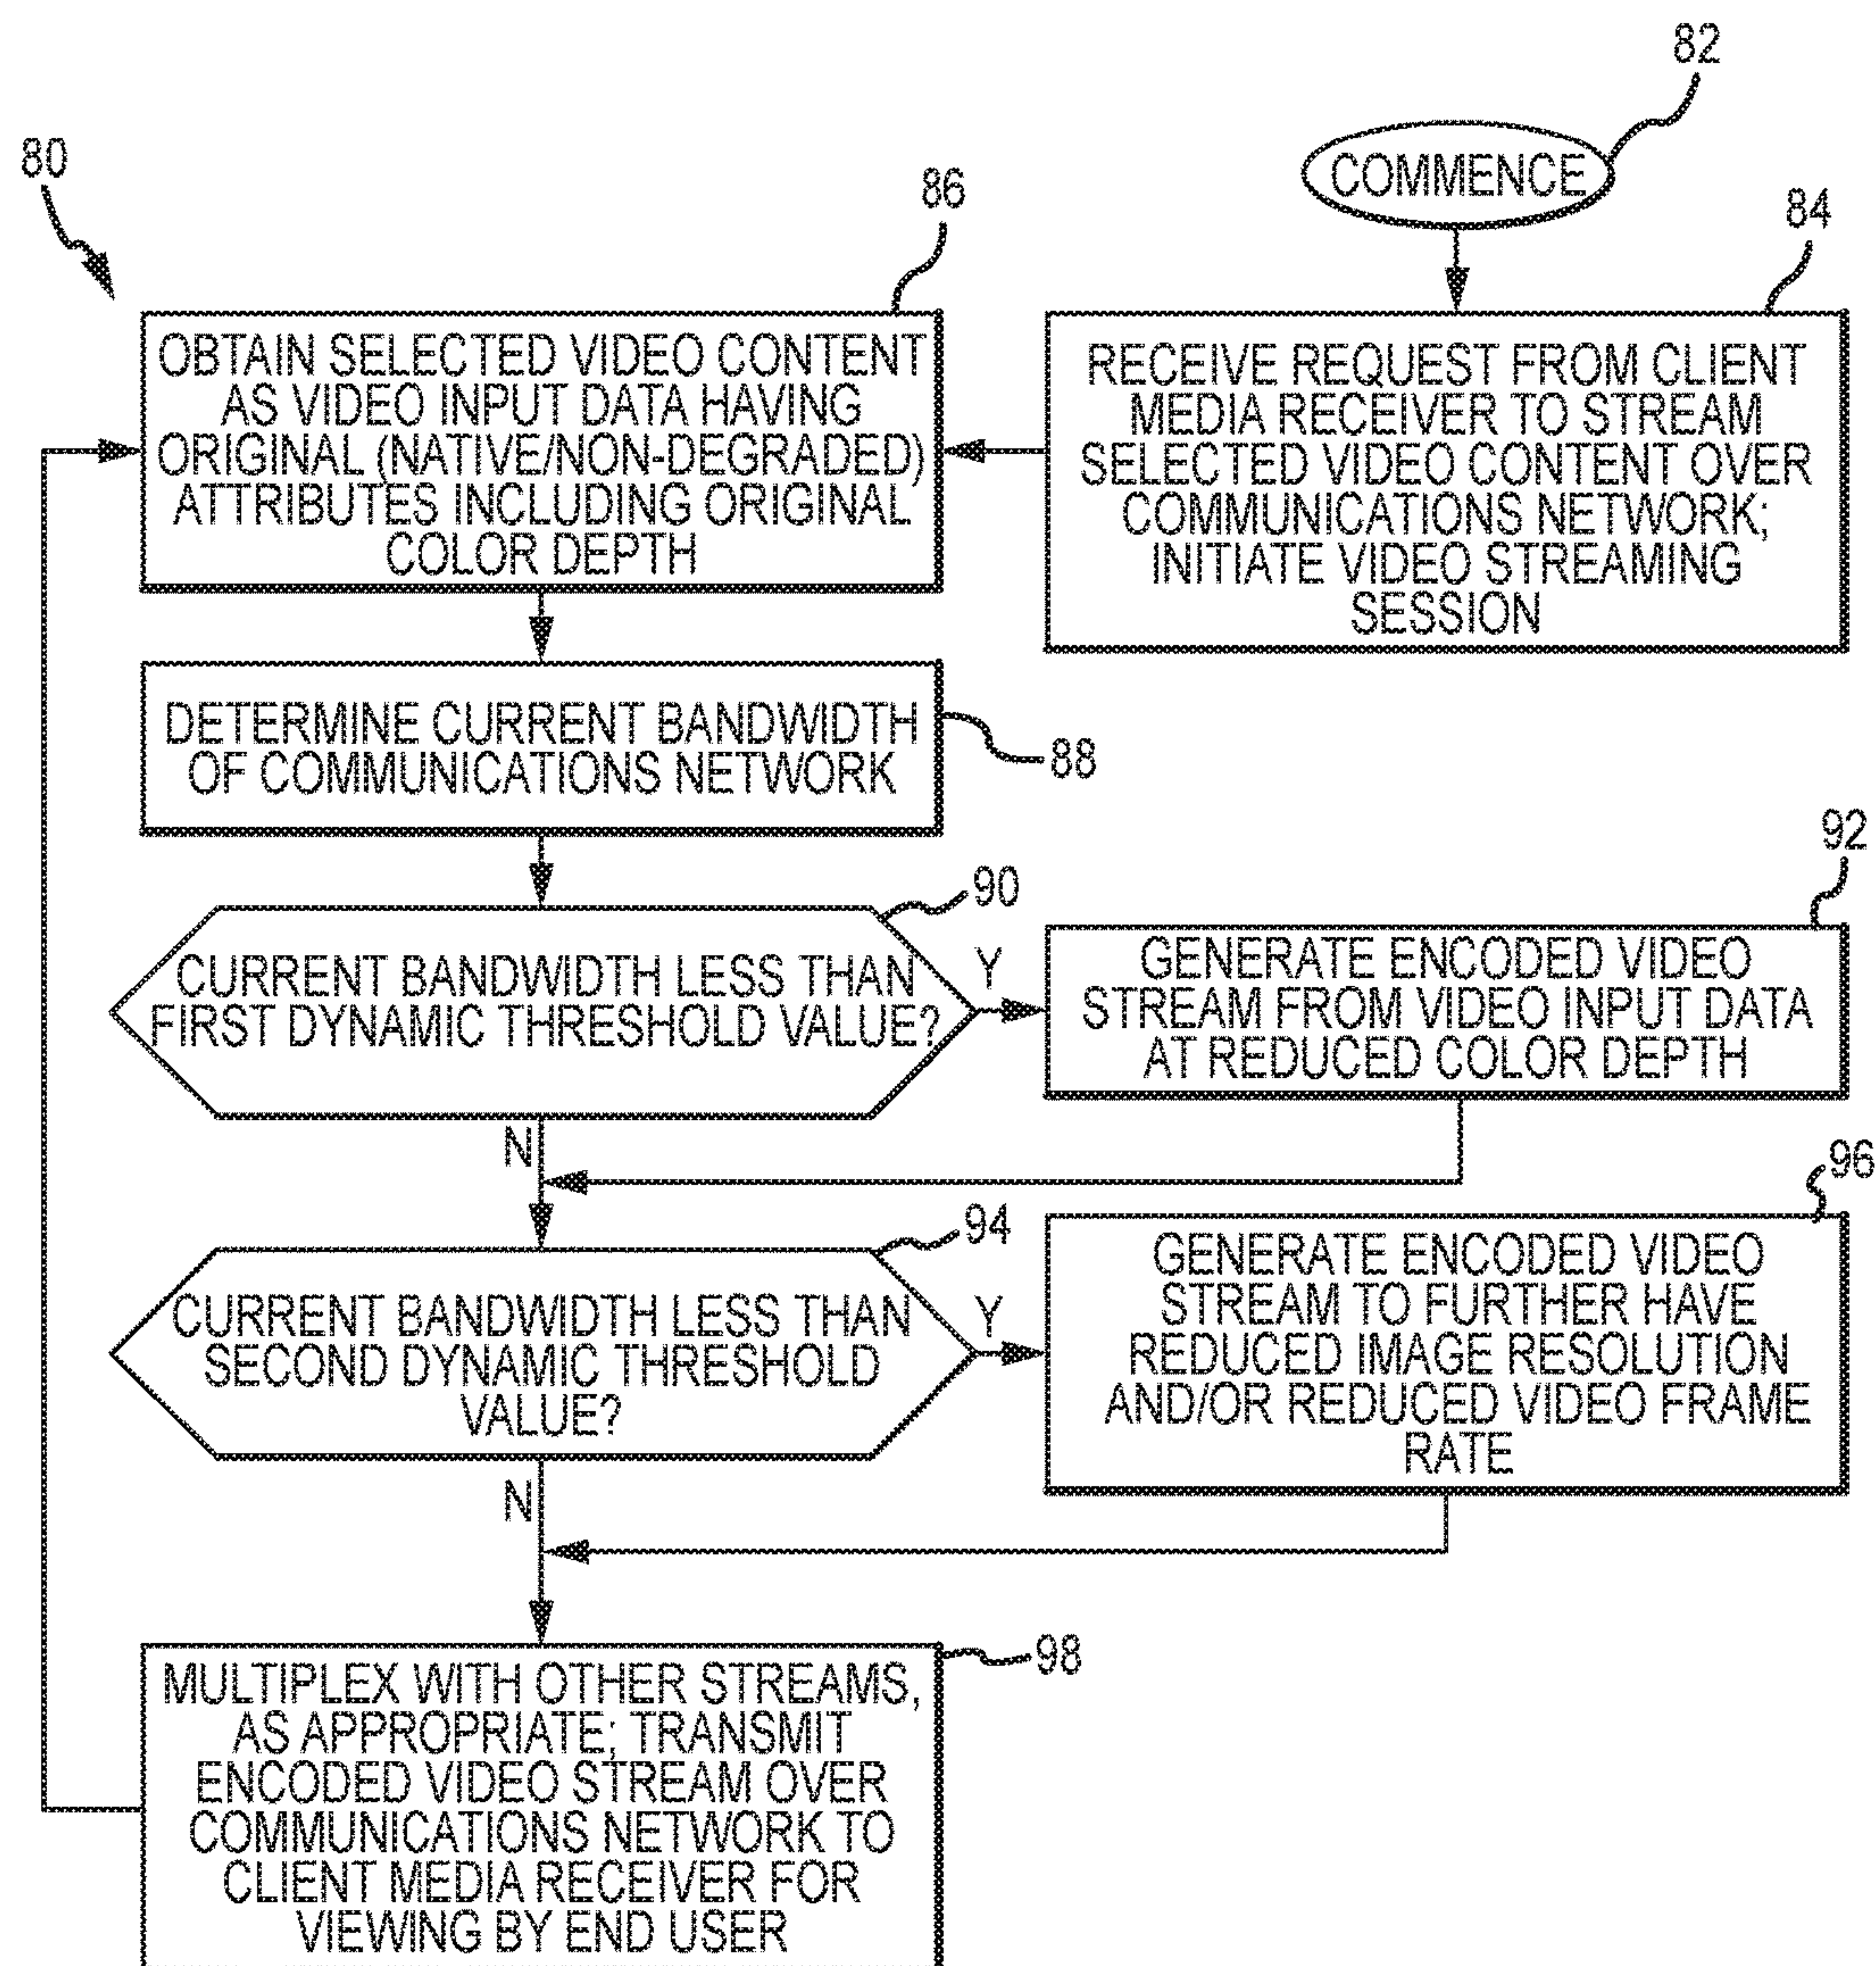 82
COMMENCE
80
86
84
OBTAIN SELECTED VIDEO CONTENT
AS VIDEO INPUT DATA HAVING
ORIGINAL (NATIVE/NON-DEGRADED)
ATTRIBUTES INCLUDING ORIGINAL
COLOR DEPTH
RECEIVE REQUEST FROM CLIENT
MEDIA RECEIVER TO STREAM
SELECTED VIDEO CONTENT OVER
COMMUNICATIONS NETWORK;
INITIATE VIDEO STREAMING
SESSION
DETERMINE CURRENT BANDWIDTH
OF COMMUNICATIONS NETWORK
88
90
CURRENT BANDWIDTH LESS THAN
FIRST DYNAMIC THRESHOLD VALUE?
Y
92
GENERATE ENCODED VIDEO
STREAM FROM VIDEO INPUT DATA
AT REDUCED COLOR DEPTH
N
94
CURRENT BANDWIDTH LESS THAN
SECOND DYNAMIC THRESHOLD
VALUE?
Y
96
GENERATE ENCODED VIDEO
STREAM TO FURTHER HAVE
REDUCED IMAGE RESOLUTION
AND/OR REDUCED VIDEO FRAME
RATE
N
98
MULTIPLEX WITH OTHER STREAMS,
AS APPROPRIATE; TRANSMIT
ENCODED VIDEO STREAM OVER
COMMUNICATIONS NETWORK TO
CLIENT MEDIA RECEIVER FOR
VIEWING BY END USER